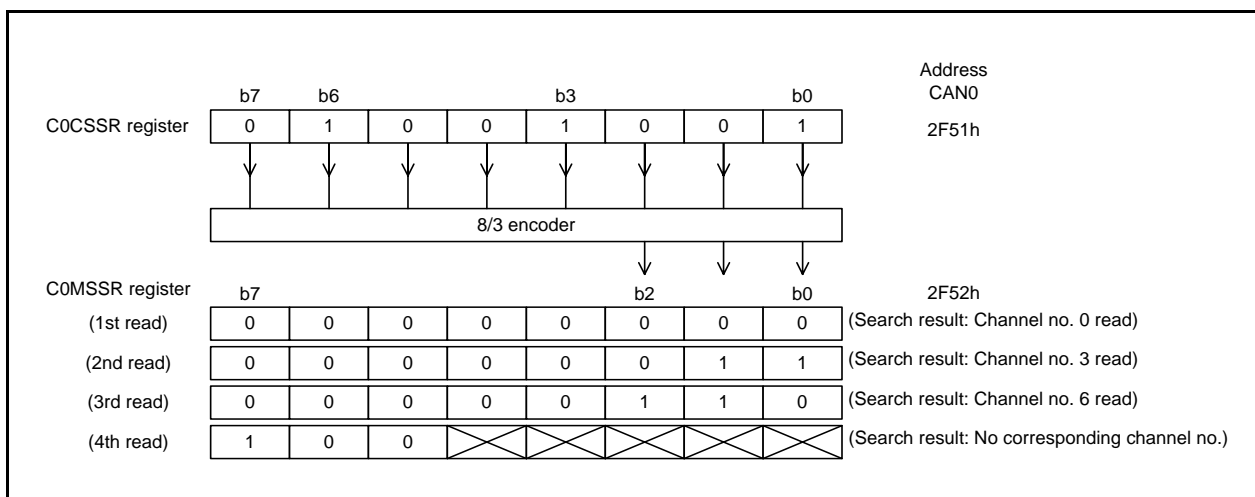 Address
CAN0
b7 b6 b3 b0
C0CSSR register 0 1 0 0 1 0 0 1 2F51h
8/3 encoder
C0MSSR register b7 b2 b0 2F52h
(1st read) 0 0 0 0 0 0 0 0 (Search result: Channel no. 0 read)
(2nd read) 0 0 0 0 0 0 1 1 (Search result: Channel no. 3 read)
(3rd read) 0 0 0 0 0 1 1 0 (Search result: Channel no. 6 read)
(4th read) 1 0 0 (Search result: No corresponding channel no.)